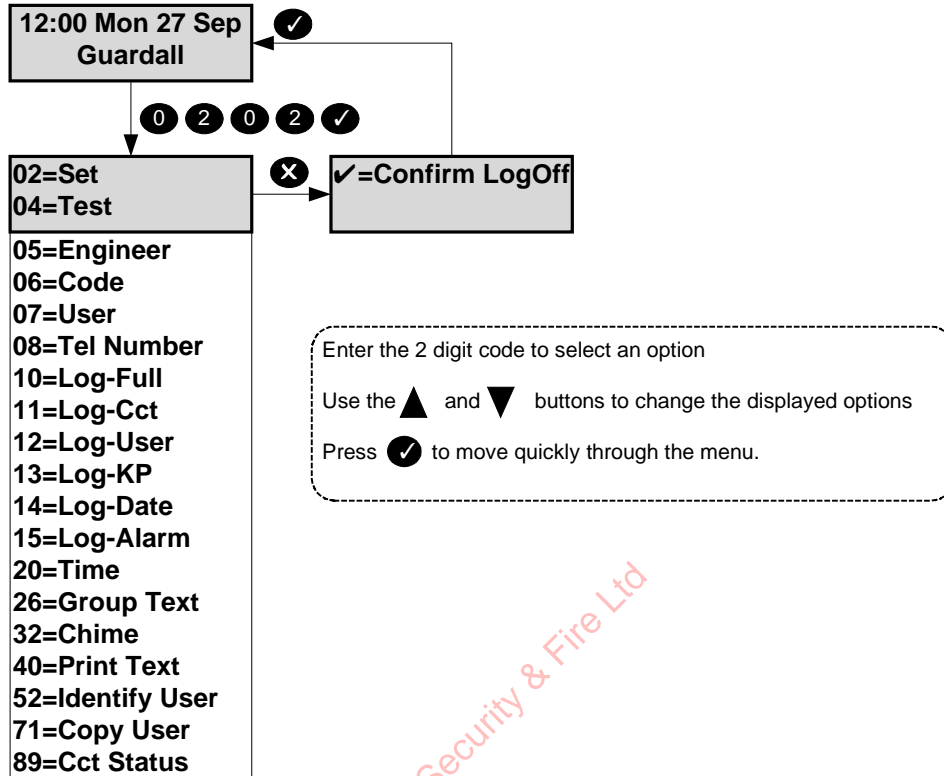 12:00 Mon 27 Sep
Guardall
✓
0 2 0 2 ✓
02=Set
04=Test
✕
✔=Confirm LogOff
05=Engineer
06=Code
07=User
08=Tel Number
10=Log-Full
11=Log-Cct
12=Log-User
13=Log-KP
14=Log-Date
15=Log-Alarm
20=Time
26=Group Text
32=Chime
40=Print Text
52=Identify User
71=Copy User
89=Cct Status
Enter the 2 digit code to select an option
Use the ▲ and ▼ buttons to change the displayed options
Press ✓ to move quickly through the menu.
Security & Fire Ltd